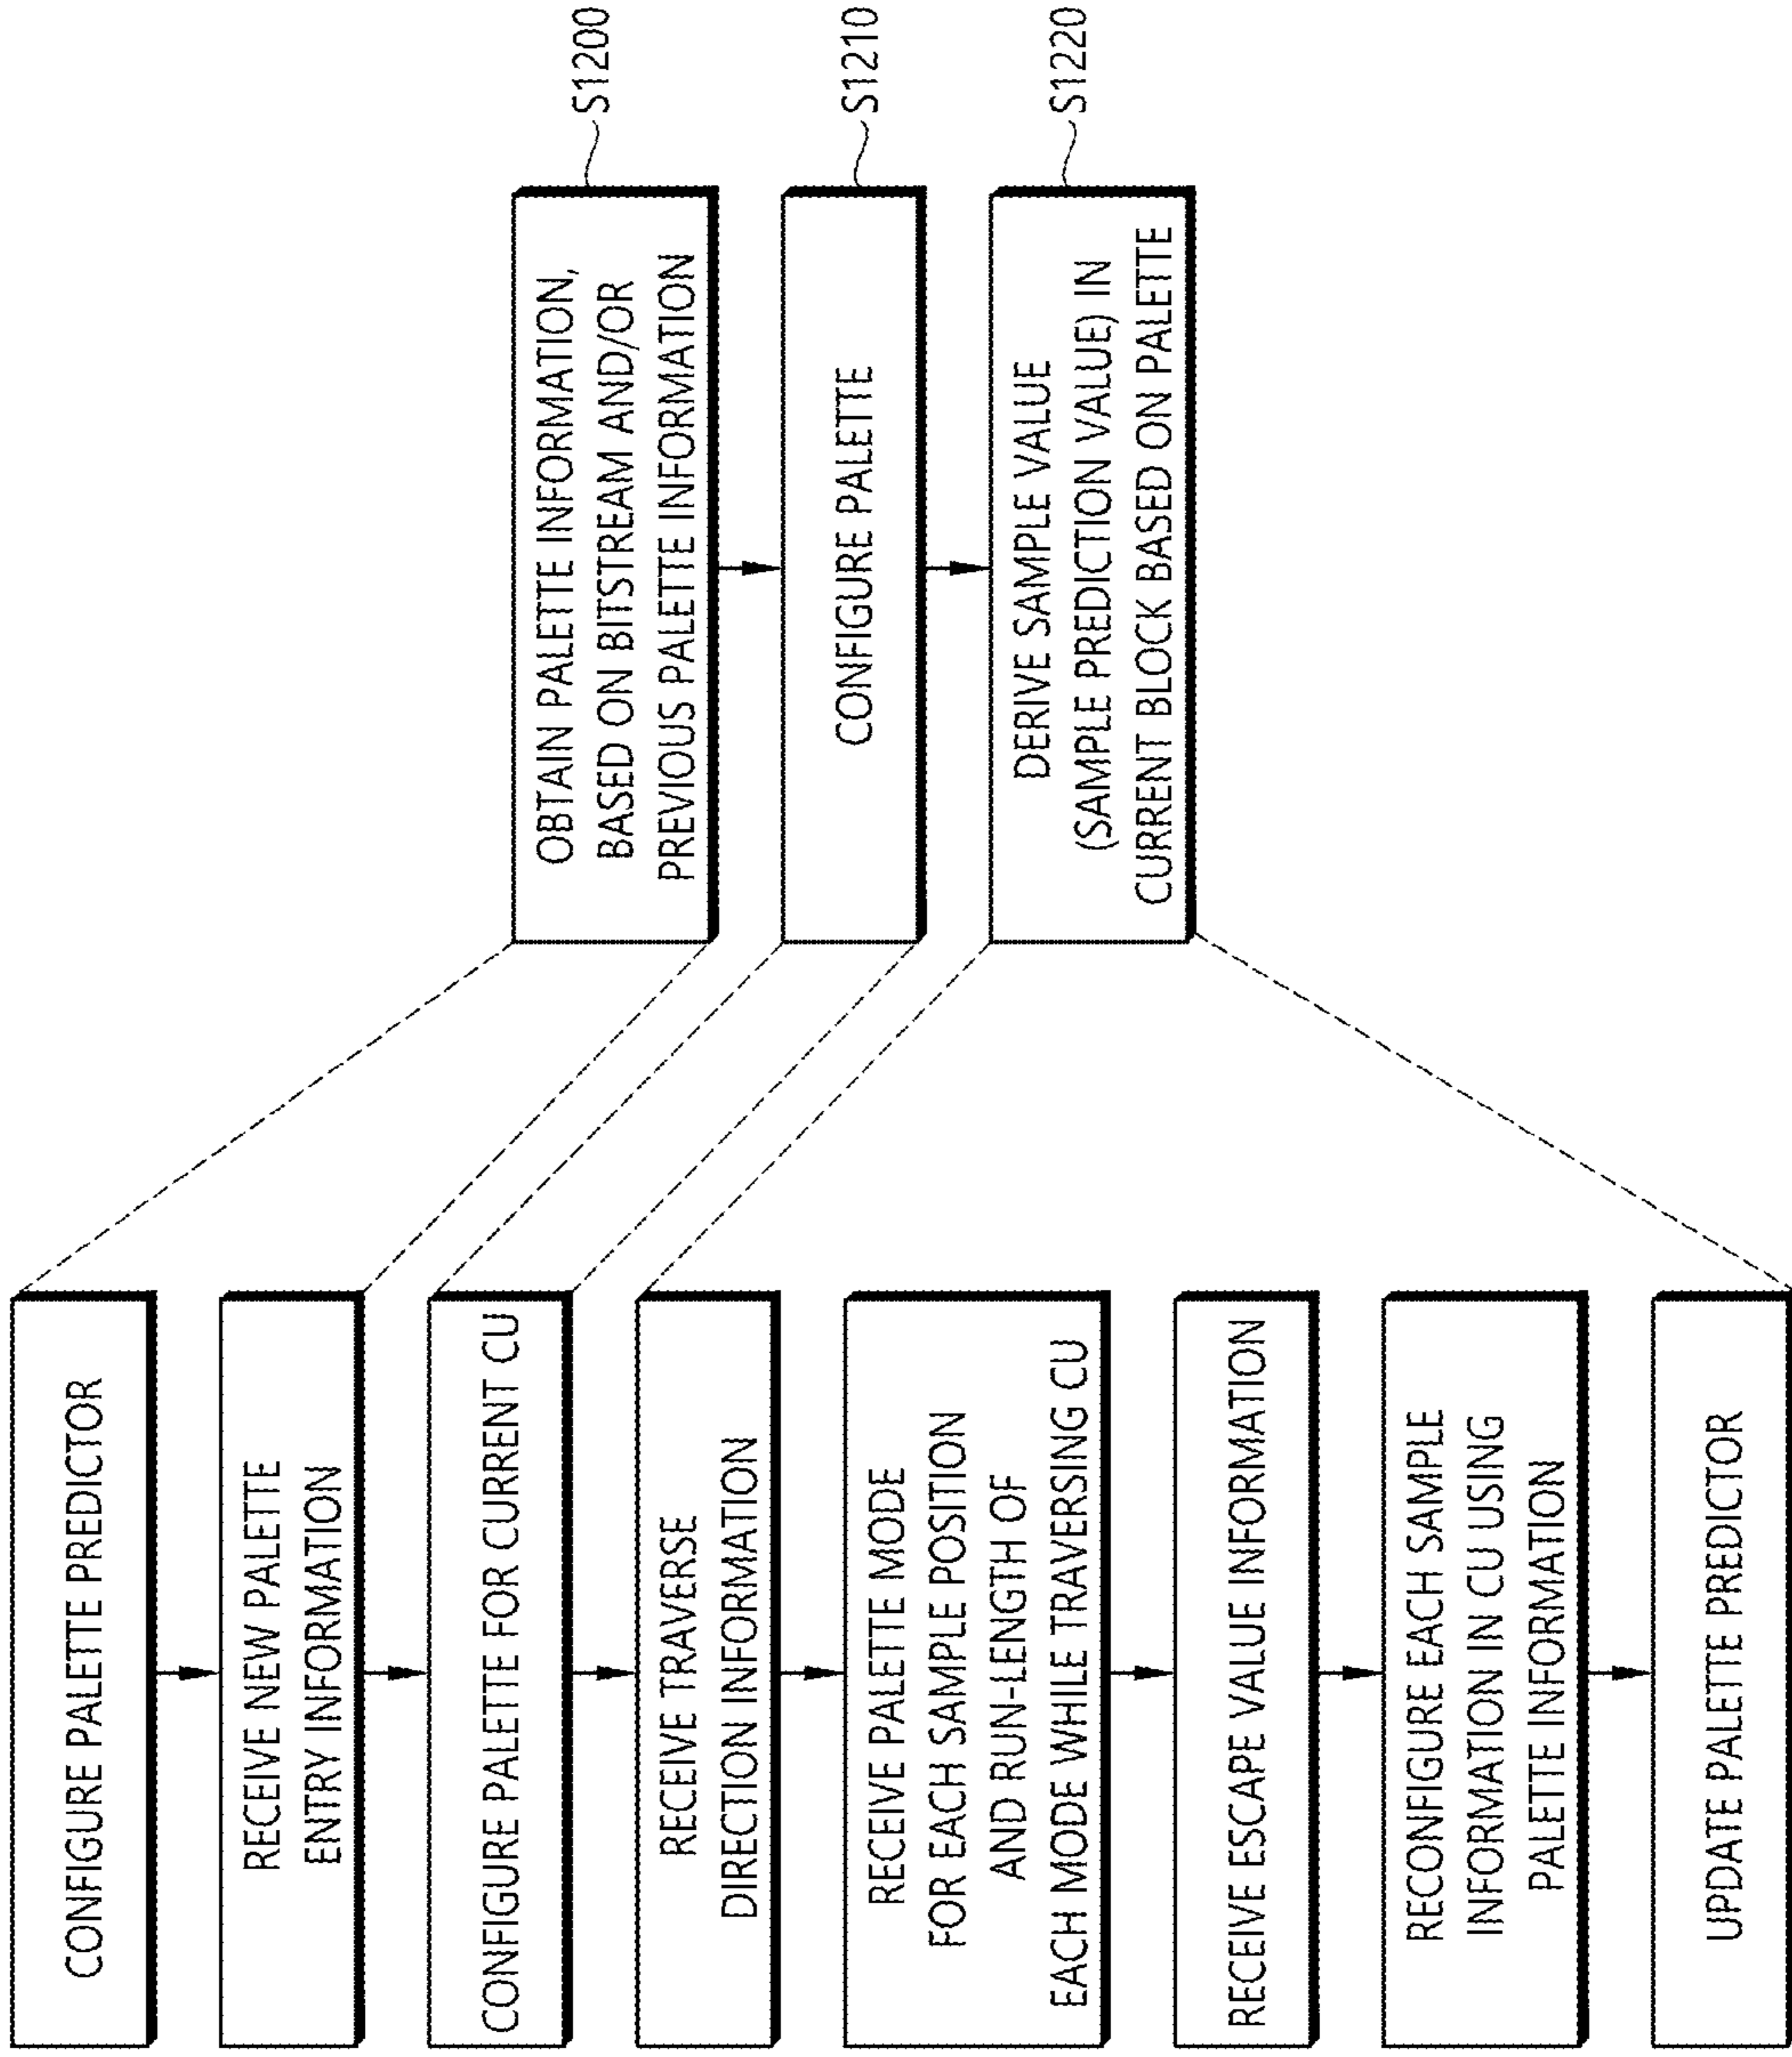 CONFIGURE PALETTE PREDICTOR
RECEIVE NEW PALETTE
ENTRY INFORMATION
CONFIGURE PALETTE FOR CURRENT CU
RECEIVE TRAVERSE
DIRECTION INFORMATION
RECEIVE PALETTE MODE
FOR EACH SAMPLE POSITION
AND RUN-LENGTH OF
EACH MODE WHILE TRAVERSING CU
RECEIVE ESCAPE VALUE INFORMATION
RECONFIGURE EACH SAMPLE
INFORMATION IN CU USING
PALETTE INFORMATION
UPDATE PALETTE PREDICTOR
OBTAIN PALETTE INFORMATION,
BASED ON BITSTREAM AND/OR
PREVIOUS PALETTE INFORMATION
S1200
CONFIGURE PALETTE
S1210
DERIVE SAMPLE VALUE
(SAMPLE PREDICTION VALUE) IN
CURRENT BLOCK BASED ON PALETTE
S1220